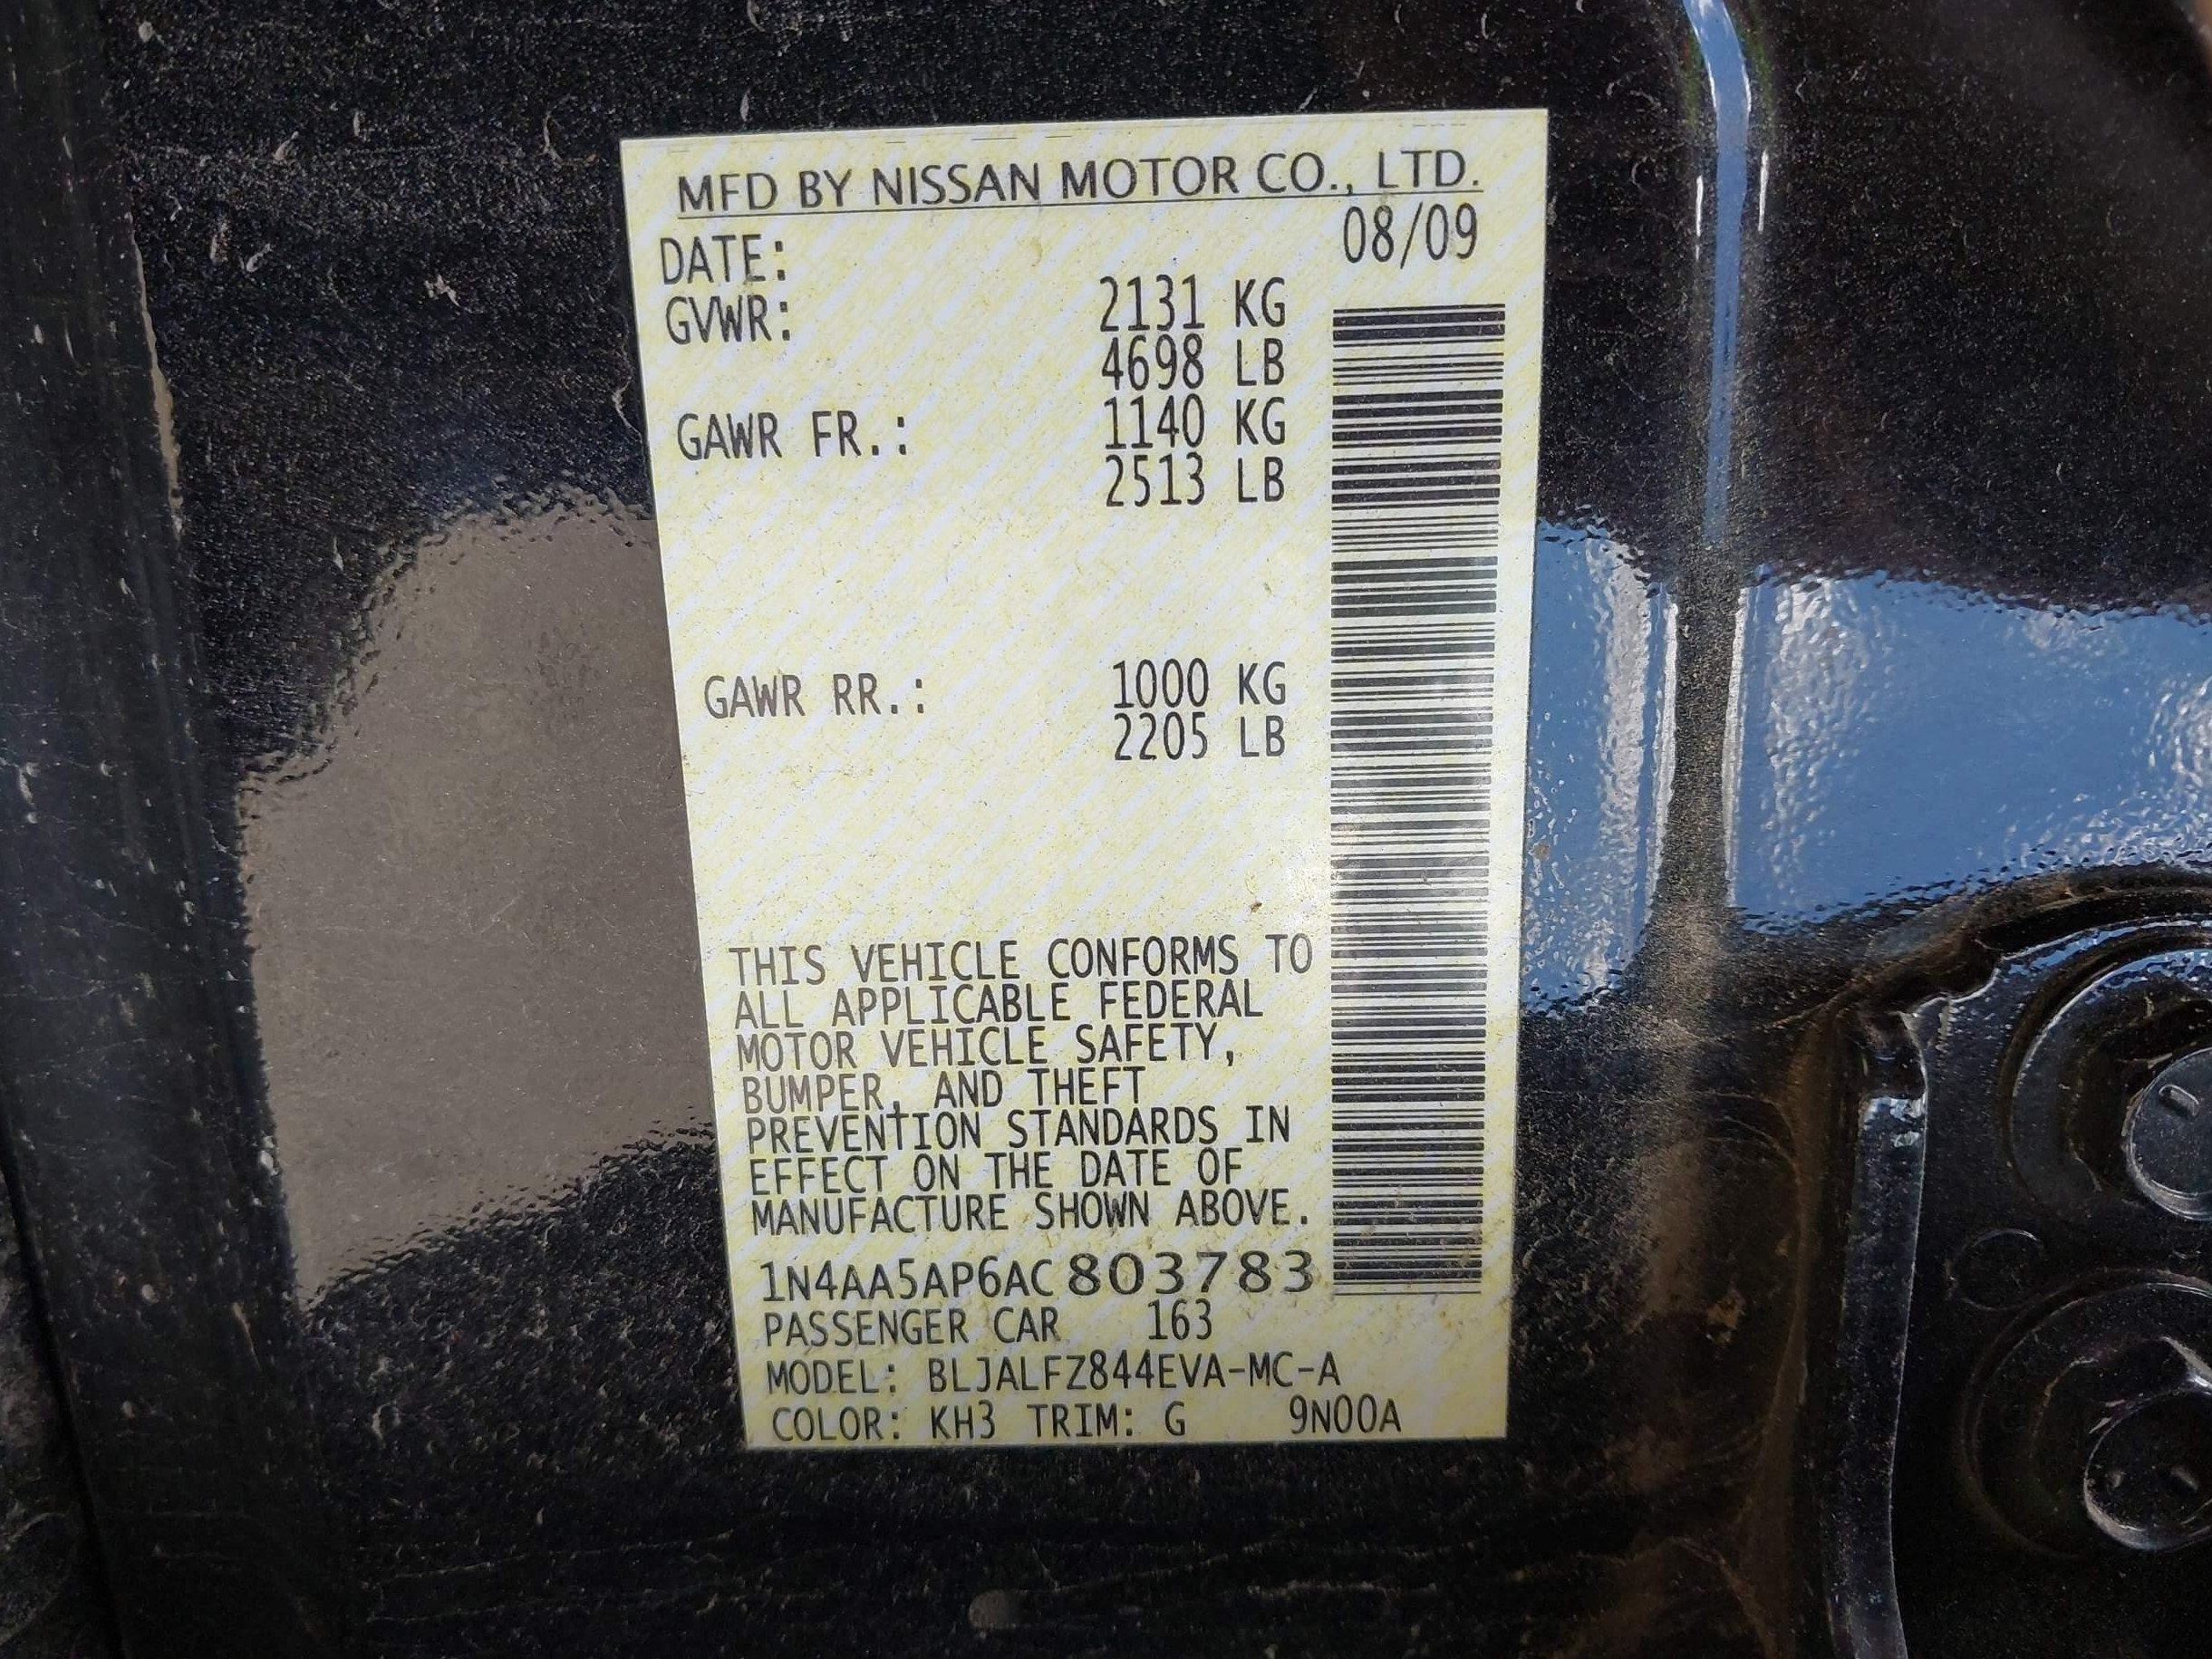 MFD BY NISSAN MOTOR CO., LTD.
DATE: 08/09
GVWR: 2131 KG
4698 LB
GAWR FR.: 1140 KG
2513 LB
GAWR RR.: 1000 KG
2205 LB
THIS VEHICLE CONFORMS TO
ALL APPLICABLE FEDERAL
MOTOR VEHICLE SAFETY,
BUMPER, AND THEFT
PREVENTION STANDARDS IN
EFFECT ON THE DATE OF
MANUFACTURE SHOWN ABOVE.
1N4AA5AP6AC803783
PASSENGER CAR 163
MODEL: BLJALFZ844EVA-MC-A
COLOR: KH3 TRIM: G 9N00A